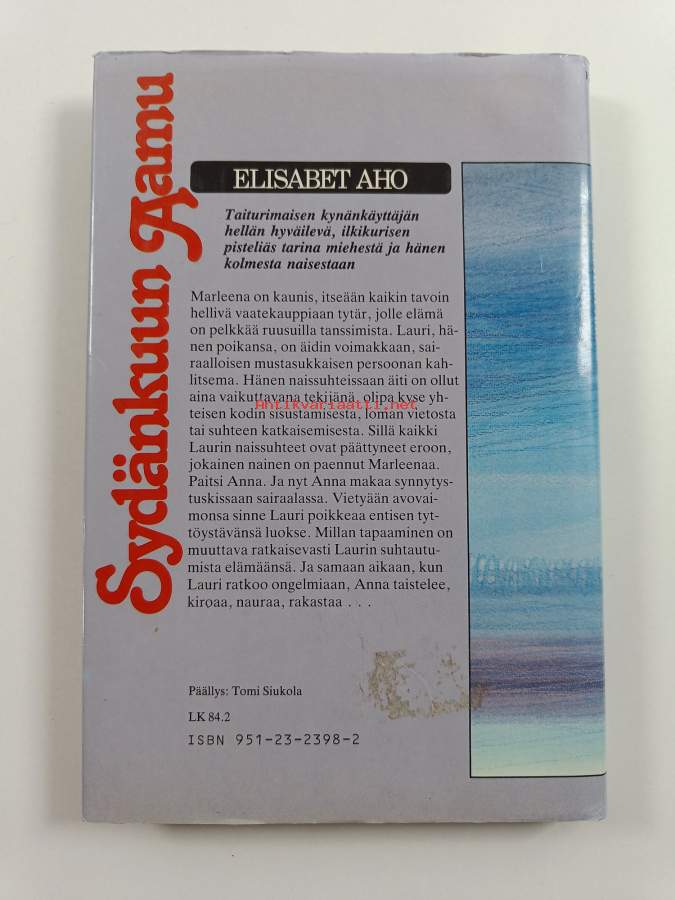 Sydänkuun Aamu
ELISABET AHO
Taiturimaisen kynänkäyttäjän
hellän hyväilevä, ilkikurisen
pisteliäs tarina miehestä ja hänen
kolmesta naisestaan
Marleena on kaunis, itseään kaikin tavoin
hellivä vaatekauppiaan tytär, jolle elämä
on pelkkää ruusuilla tanssimista. Lauri, hä-
nen poikansa, on äidin voimakkaan, sai-
raalloisen mustasukkaisen persoonan kah-
litsema. Hänen naissuhteissaan äiti on ollut
aina vaikuttavana tekijänä, olipa kyse yh-
Antikvariaatti.net
teisen kodin sisustamisesta, loman vietosta
tai suhteen katkaisemisesta. Sillä kaikki
Laurin naissuhteet ovat päättyneet eroon,
jokainen nainen on paennut Marleenaa.
Paitsi Anna. Ja nyt Anna makaa synnytys-
tuskissaan sairaalassa. Vietyään avovai-
monsa sinne Lauri poikkeaa entisen tyt-
töystävänsä luokse. Millan tapaaminen on
muuttava ratkaisevasti Laurin suhtautu-
mista elämäänsä. Ja samaan aikaan, kun
Lauri ratkoo ongelmiaan, Anna taistelee,
kiroaa, nauraa, rakastaa . . .
Päällys: Tomi Siukola
LK 84.2
ISBN 951-23-2398-2